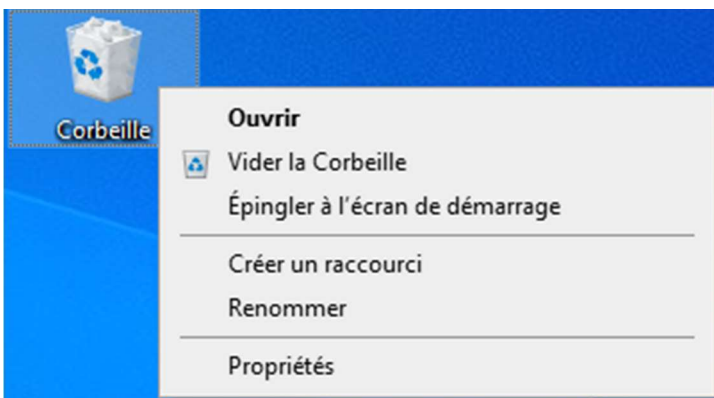 Corbeille
Ouvrir
Vider la Corbeille
Épingler à l'écran de démarrage
Créer un raccourci
Renommer
Propriétés